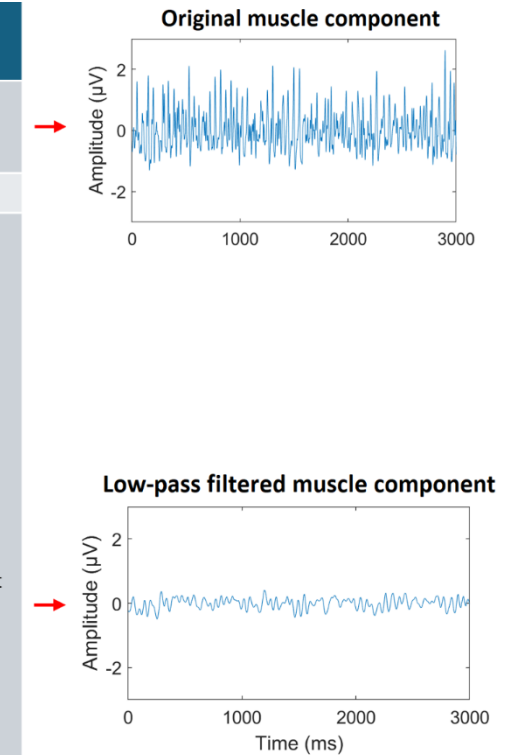 Original muscle component
2
0
-2
Amplitude (µV)
0 1000 2000 3000
Low-pass filtered muscle component
2
0
-2
Amplitude (µV)
0 1000 2000 3000
Time (ms)